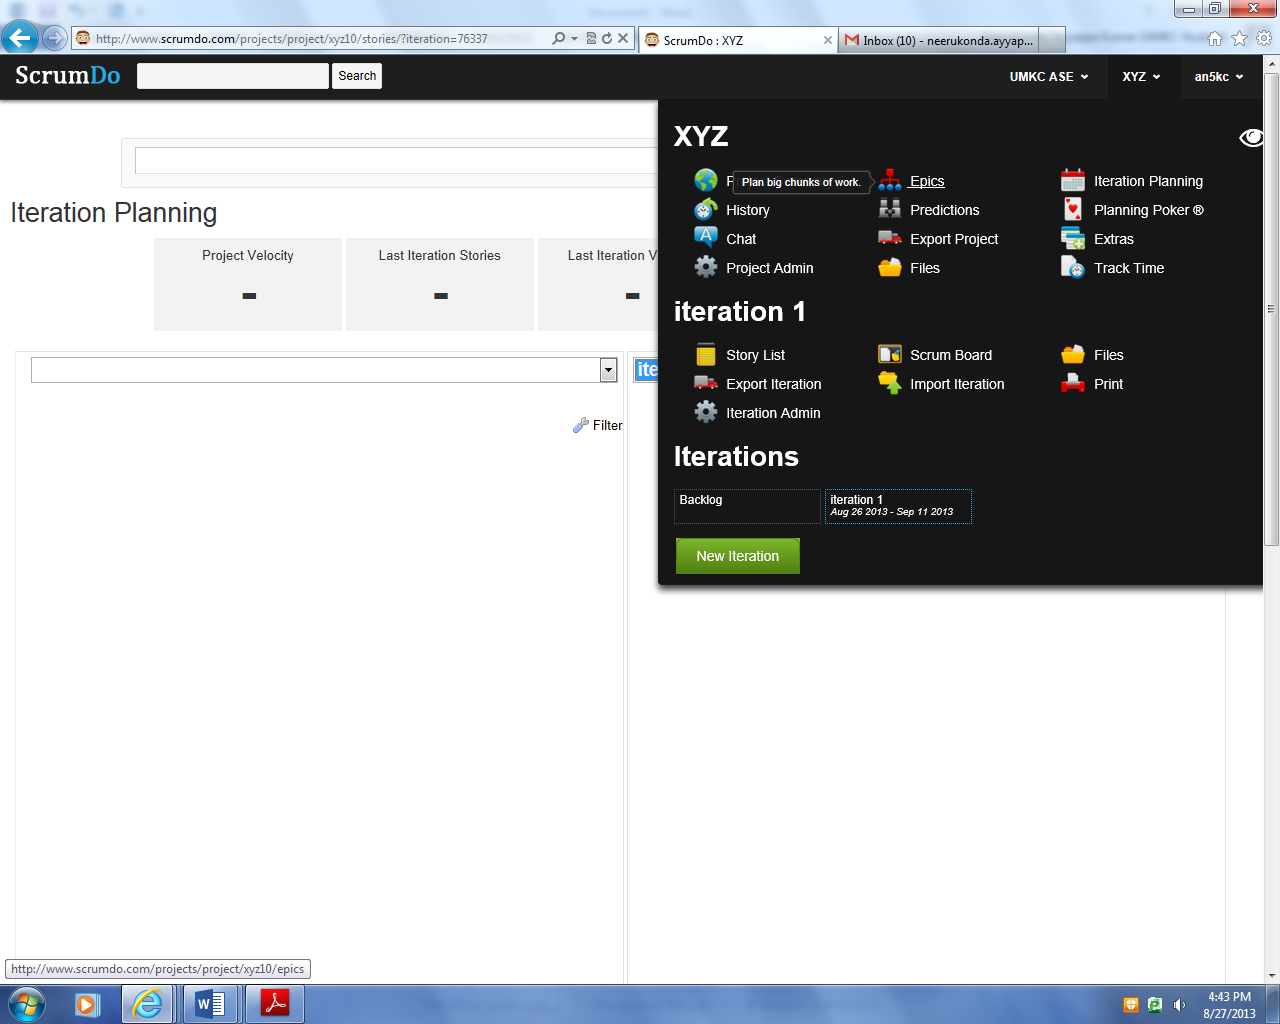 http://www.scrumdo.com/projects/project/xyz10/stories/?iteration=76337
ScrumDo : XYZ
Inbox (10) - neerukonda.ayyap...
ScrumDo
Search
UMKC ASE
XYZ
an5kc
XYZ
Plan big chunks of work.
Epics
Iteration Planning
History
Predictions
Planning Poker ®
Chat
Export Project
Extras
Project Admin
Files
Track Time
iteration 1
Story List
Scrum Board
Files
Export Iteration
Import Iteration
Print
Iteration Admin
Iterations
Backlog
iteration 1
Aug 26 2013 - Sep 11 2013
New Iteration
Iteration Planning
Project Velocity
Last Iteration Stories
Last Iteration V
-
-
-
ite
Filter
http://www.scrumdo.com/projects/project/xyz10/epics
4:43 PM
8/27/2013